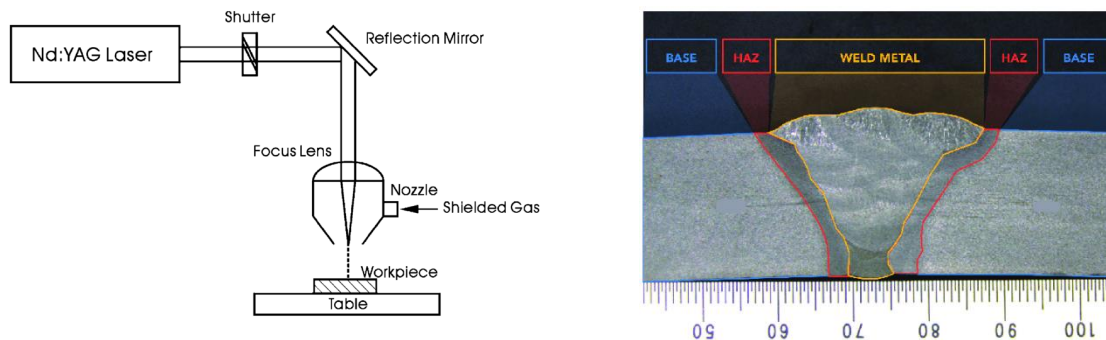 Shutter
Nd:YAG Laser
Reflection Mirror
Focus Lens
Nozzle
Shielded Gas
Workpiece
Table
BASE HAZ WELD METAL HAZ BASE
50 60 70 80 90 100